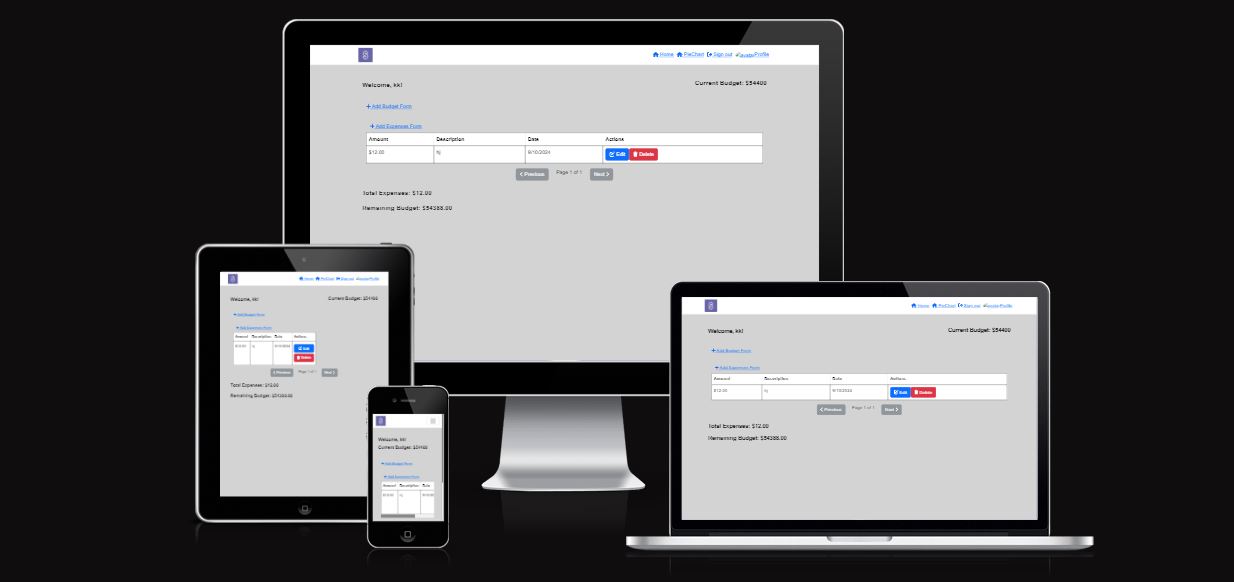 Home PieChart Sign out avatar Profile
Welcome, kk!
Current Budget: $54400
Add Budget Form
Add Expenses Form
Amount Description Date Actions
$12.00 hj 9/10/2024 Edit Delete
Previous Page 1 of 1 Next
Total Expenses: $12.00
Remaining Budget: $54388.00
Home PieChart Sign out avatar Profile
Welcome, kk!
Current Budget: $54400
Add Budget Form
Add Expenses Form
Amount Description Date Actions
$12.00 hj 9/10/2024 Edit
Delete
Previous Page 1 of 1 Next
Total Expenses: $12.00
Remaining Budget: $54388.00
Welcome, kk!
Current Budget: $54400
Add Budget Form
Add Expenses Form
Amount Description Date
$12.00 hj
Home PieChart Sign out avatar Profile
Welcome, kk!
Current Budget: $54400
Add Budget Form
Add Expenses Form
Amount Description Date Actions
$12.00 hj 9/10/2024 Edit Delete
Previous Page 1 of 1 Next
Total Expenses: $12.00
Remaining Budget: $54388.00